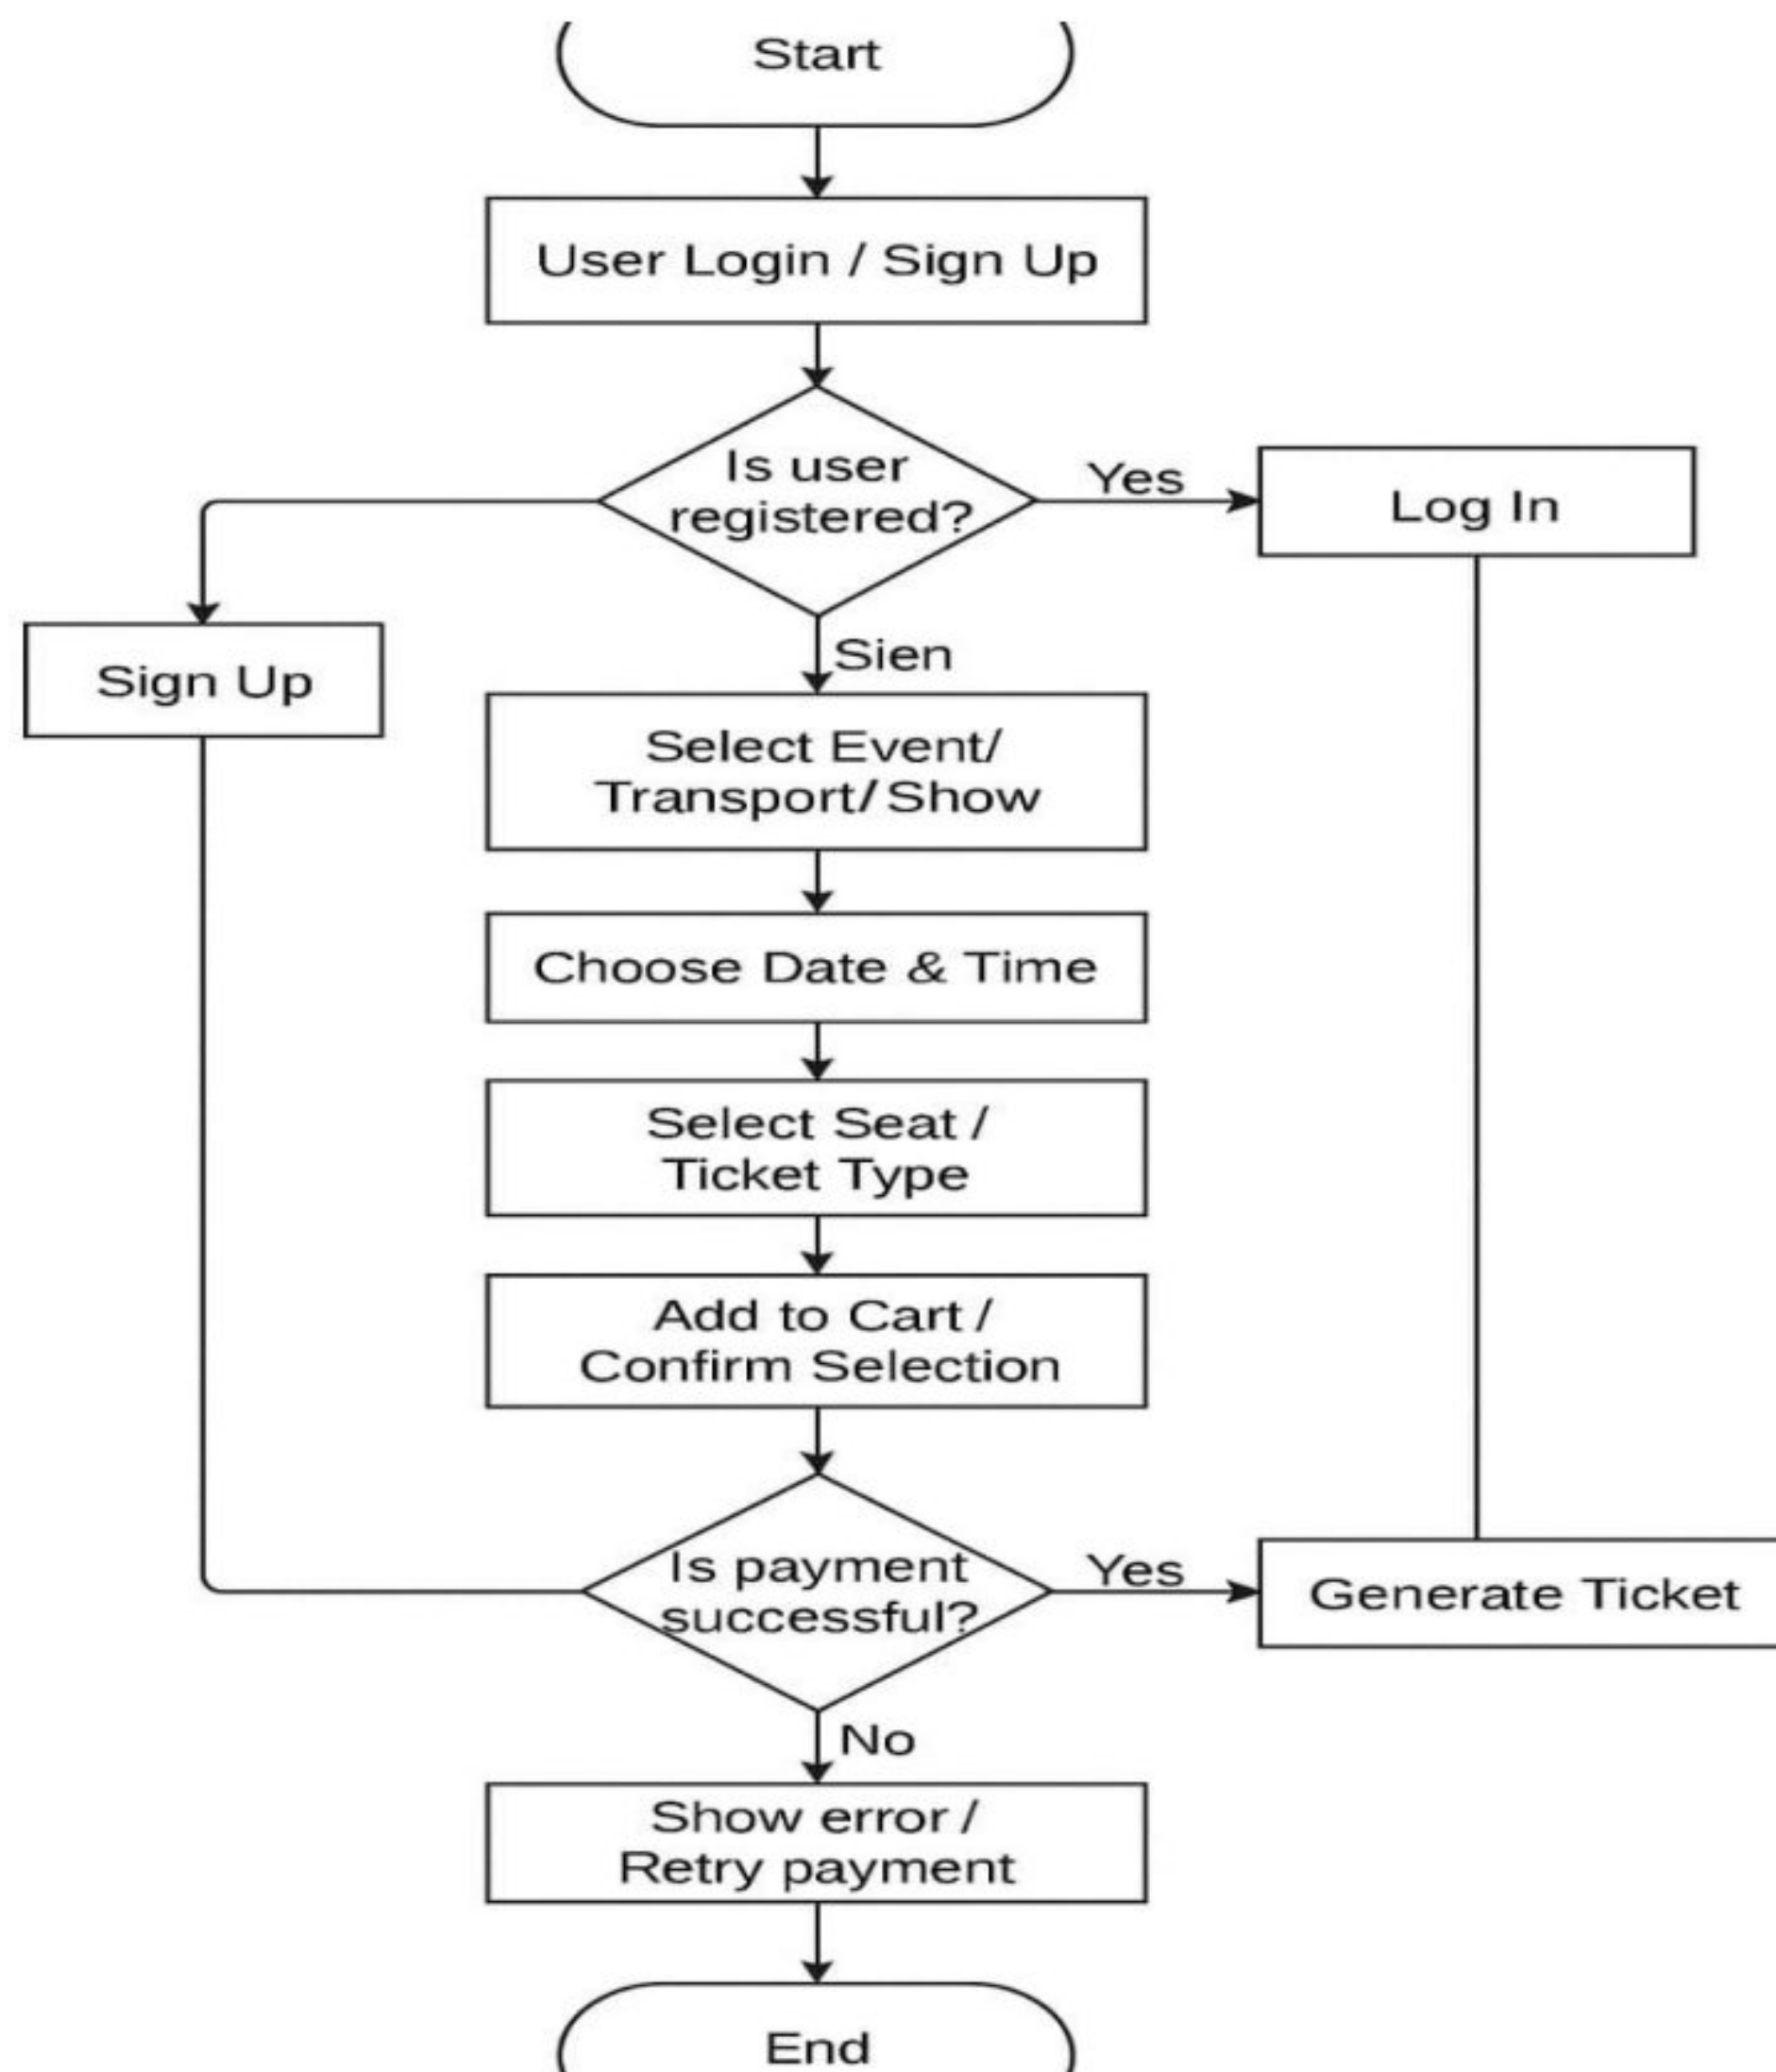 Start
User Login / Sign Up
Is user
registered?
Yes
Log In
Sign Up
Sien
Select Event/
Transport/Show
Choose Date & Time
Select Seat /
Ticket Type
Add to Cart /
Confirm Selection
Is payment
successful?
Yes
Generate Ticket
No
Show error /
Retry payment
End